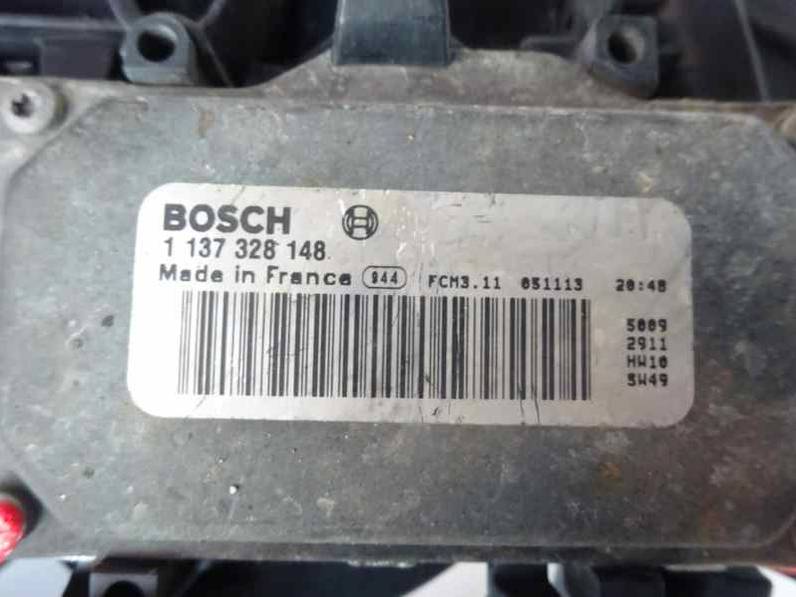 BOSCH
1 137 328 148
Made in France 944 FCM3.11 051113 20:48
5009
2911
HW10
SW49